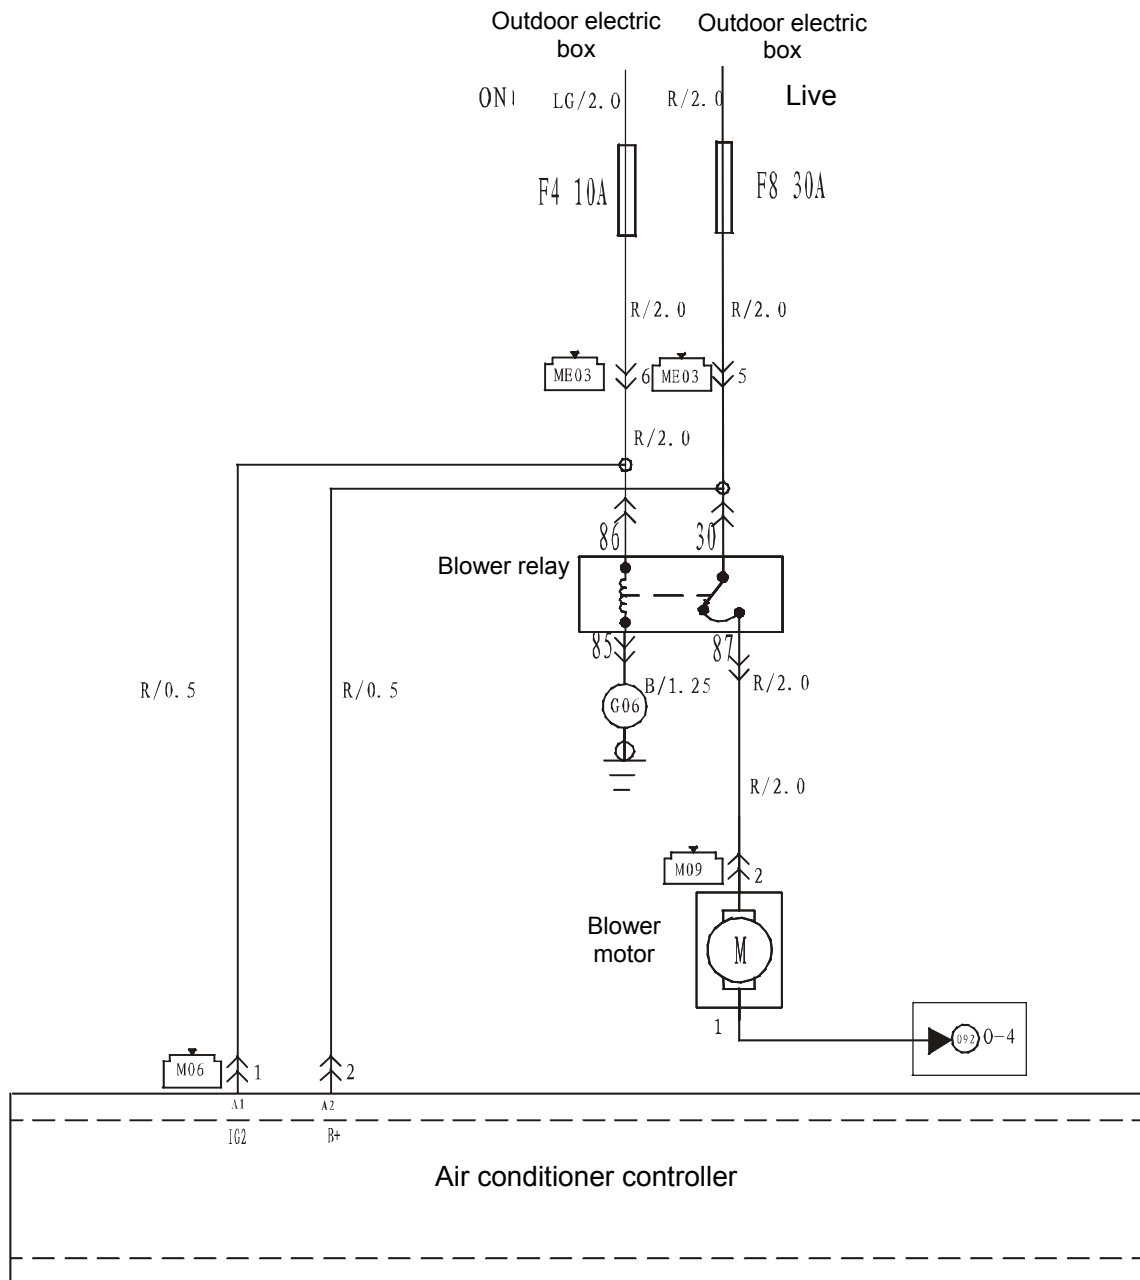 Outdoor electric
box
Outdoor electric
box
ON
LG/2.0
R/2.0
Live
F4 10A
F8 30A
R/2.0
R/2.0
ME03
6
ME03
5
R/2.0
86
30
Blower relay
85
87
R/0.5
R/0.5
B/1.25
R/2.0
G06
R/2.0
M09
2
Blower
motor
M
1
092
O-4
M06
1
2
A1
A2
IG2
B+
Air conditioner controller